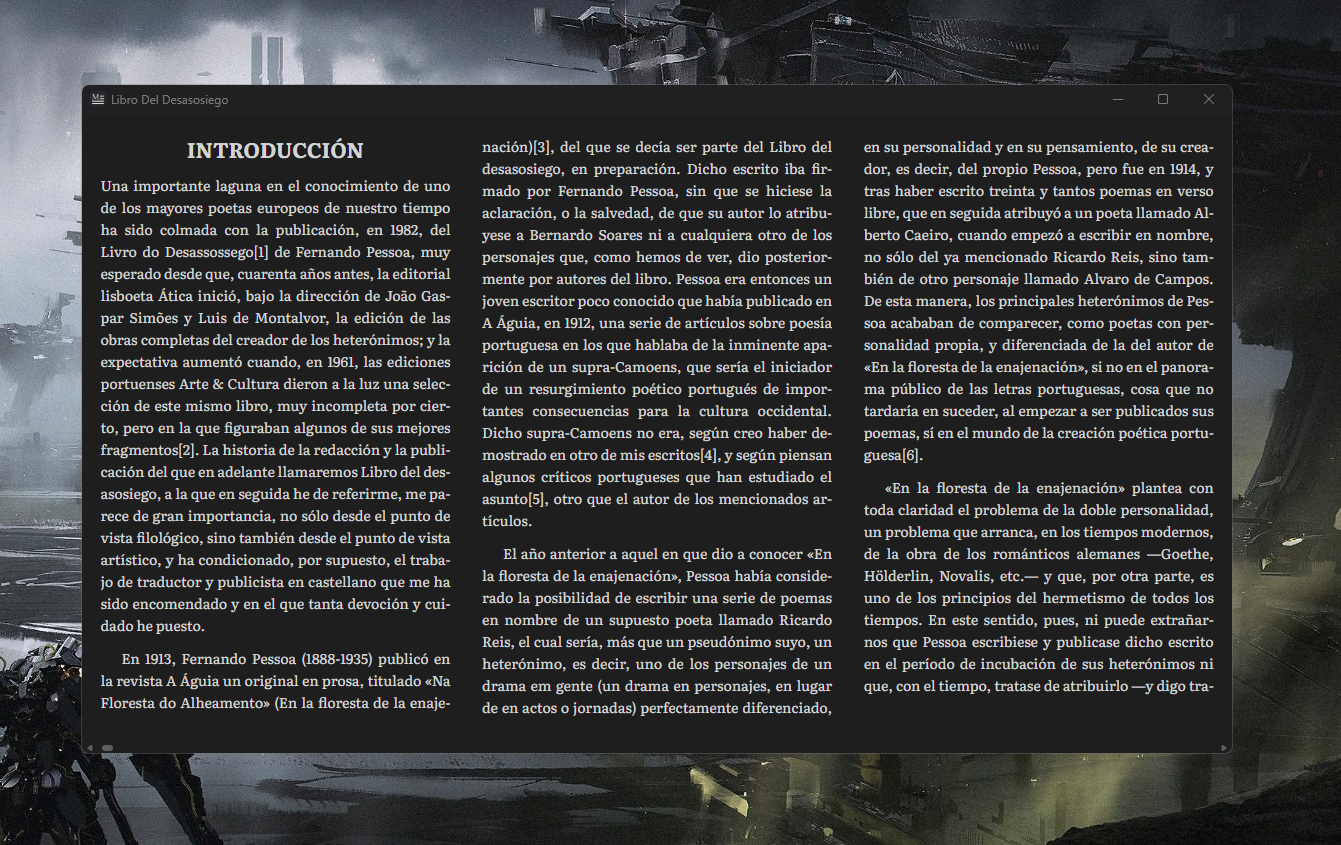 Libro Del Desasosiego
INTRODUCCIÓN
Una importante laguna en el conocimiento de uno
de los mayores poetas europeos de nuestro tiempo
ha sido colmada con la publicación, en 1982, del
Livro do Desassossego[1] de Fernando Pessoa, muy
esperado desde que, cuarenta años antes, la editorial
lisboeta Ática inició, bajo la dirección de João Gas-
par Simões y Luis de Montalvor, la edición de las
obras completas del creador de los heterónimos; y la
expectativa aumentó cuando, en 1961, las ediciones
portuenses Arte & Cultura dieron a la luz una selec-
ción de este mismo libro, muy incompleta por cier-
to, pero en la que figuraban algunos de sus mejores
fragmentos[2]. La historia de la redacción y la publi-
cación del que en adelante llamaremos Libro del des-
asosiego, a la que en seguida he de referirme, me pa-
rece de gran importancia, no sólo desde el punto de
vista filológico, sino también desde el punto de vista
artístico, y ha condicionado, por supuesto, el traba-
jo de traductor y publicista en castellano que me ha
sido encomendado y en el que tanta devoción y cui-
dado he puesto.
En 1913, Fernando Pessoa (1888-1935) publicó en
la revista A Águia un original en prosa, titulado «Na
Floresta do Alheamento» (En la floresta de la enaje-
nación)[3], del que se decía ser parte del Libro del
desasosiego, en preparación. Dicho escrito iba fir-
mado por Fernando Pessoa, sin que se hiciese la
aclaración, o la salvedad, de que su autor lo atribu-
yese a Bernardo Soares ni a cualquiera otro de los
personajes que, como hemos de ver, dio posterior-
mente por autores del libro. Pessoa era entonces un
joven escritor poco conocido que había publicado en
A Águia, en 1912, una serie de artículos sobre poesía
portuguesa en los que hablaba de la inminente apa-
rición de un supra-Camoens, que sería el iniciador
de un resurgimiento poético portugués de impor-
tantes consecuencias para la cultura occidental.
Dicho supra-Camoens no era, según creo haber de-
mostrado en otro de mis escritos[4], y según piensan
algunos críticos portugueses que han estudiado el
asunto[5], otro que el autor de los mencionados ar-
tículos.
El año anterior a aquel en que dio a conocer «En
la floresta de la enajenación», Pessoa había conside-
rado la posibilidad de escribir una serie de poemas
en nombre de un supuesto poeta llamado Ricardo
Reis, el cual sería, más que un pseudónimo suyo, un
heterónimo, es decir, uno de los personajes de un
drama em gente (un drama en personajes, en lugar
de en actos o jornadas) perfectamente diferenciado,
en su personalidad y en su pensamiento, de su crea-
dor, es decir, del propio Pessoa, pero fue en 1914, y
tras haber escrito treinta y tantos poemas en verso
libre, que en seguida atribuyó a un poeta llamado Al-
berto Caeiro, cuando empezó a escribir en nombre,
no sólo del ya mencionado Ricardo Reis, sino tam-
bién de otro personaje llamado Alvaro de Campos.
De esta manera, los principales heterónimos de Pes-
soa acababan de comparecer, como poetas con per-
sonalidad propia, y diferenciada de la del autor de
«En la floresta de la enajenación», si no en el panora-
ma público de las letras portuguesas, cosa que no
tardaría en suceder, al empezar a ser publicados sus
poemas, sí en el mundo de la creación poética portu-
guesa[6].
«En la floresta de la enajenación» plantea con
toda claridad el problema de la doble personalidad,
un problema que arranca, en los tiempos modernos,
de la obra de los románticos alemanes —Goethe,
Hölderlin, Novalis, etc.— y que, por otra parte, es
uno de los principios del hermetismo de todos los
tiempos. En este sentido, pues, ni puede extrañar-
nos que Pessoa escribiese y publicase dicho escrito
en el período de incubación de sus heterónimos ni
que, con el tiempo, tratase de atribuirlo —y digo tra-